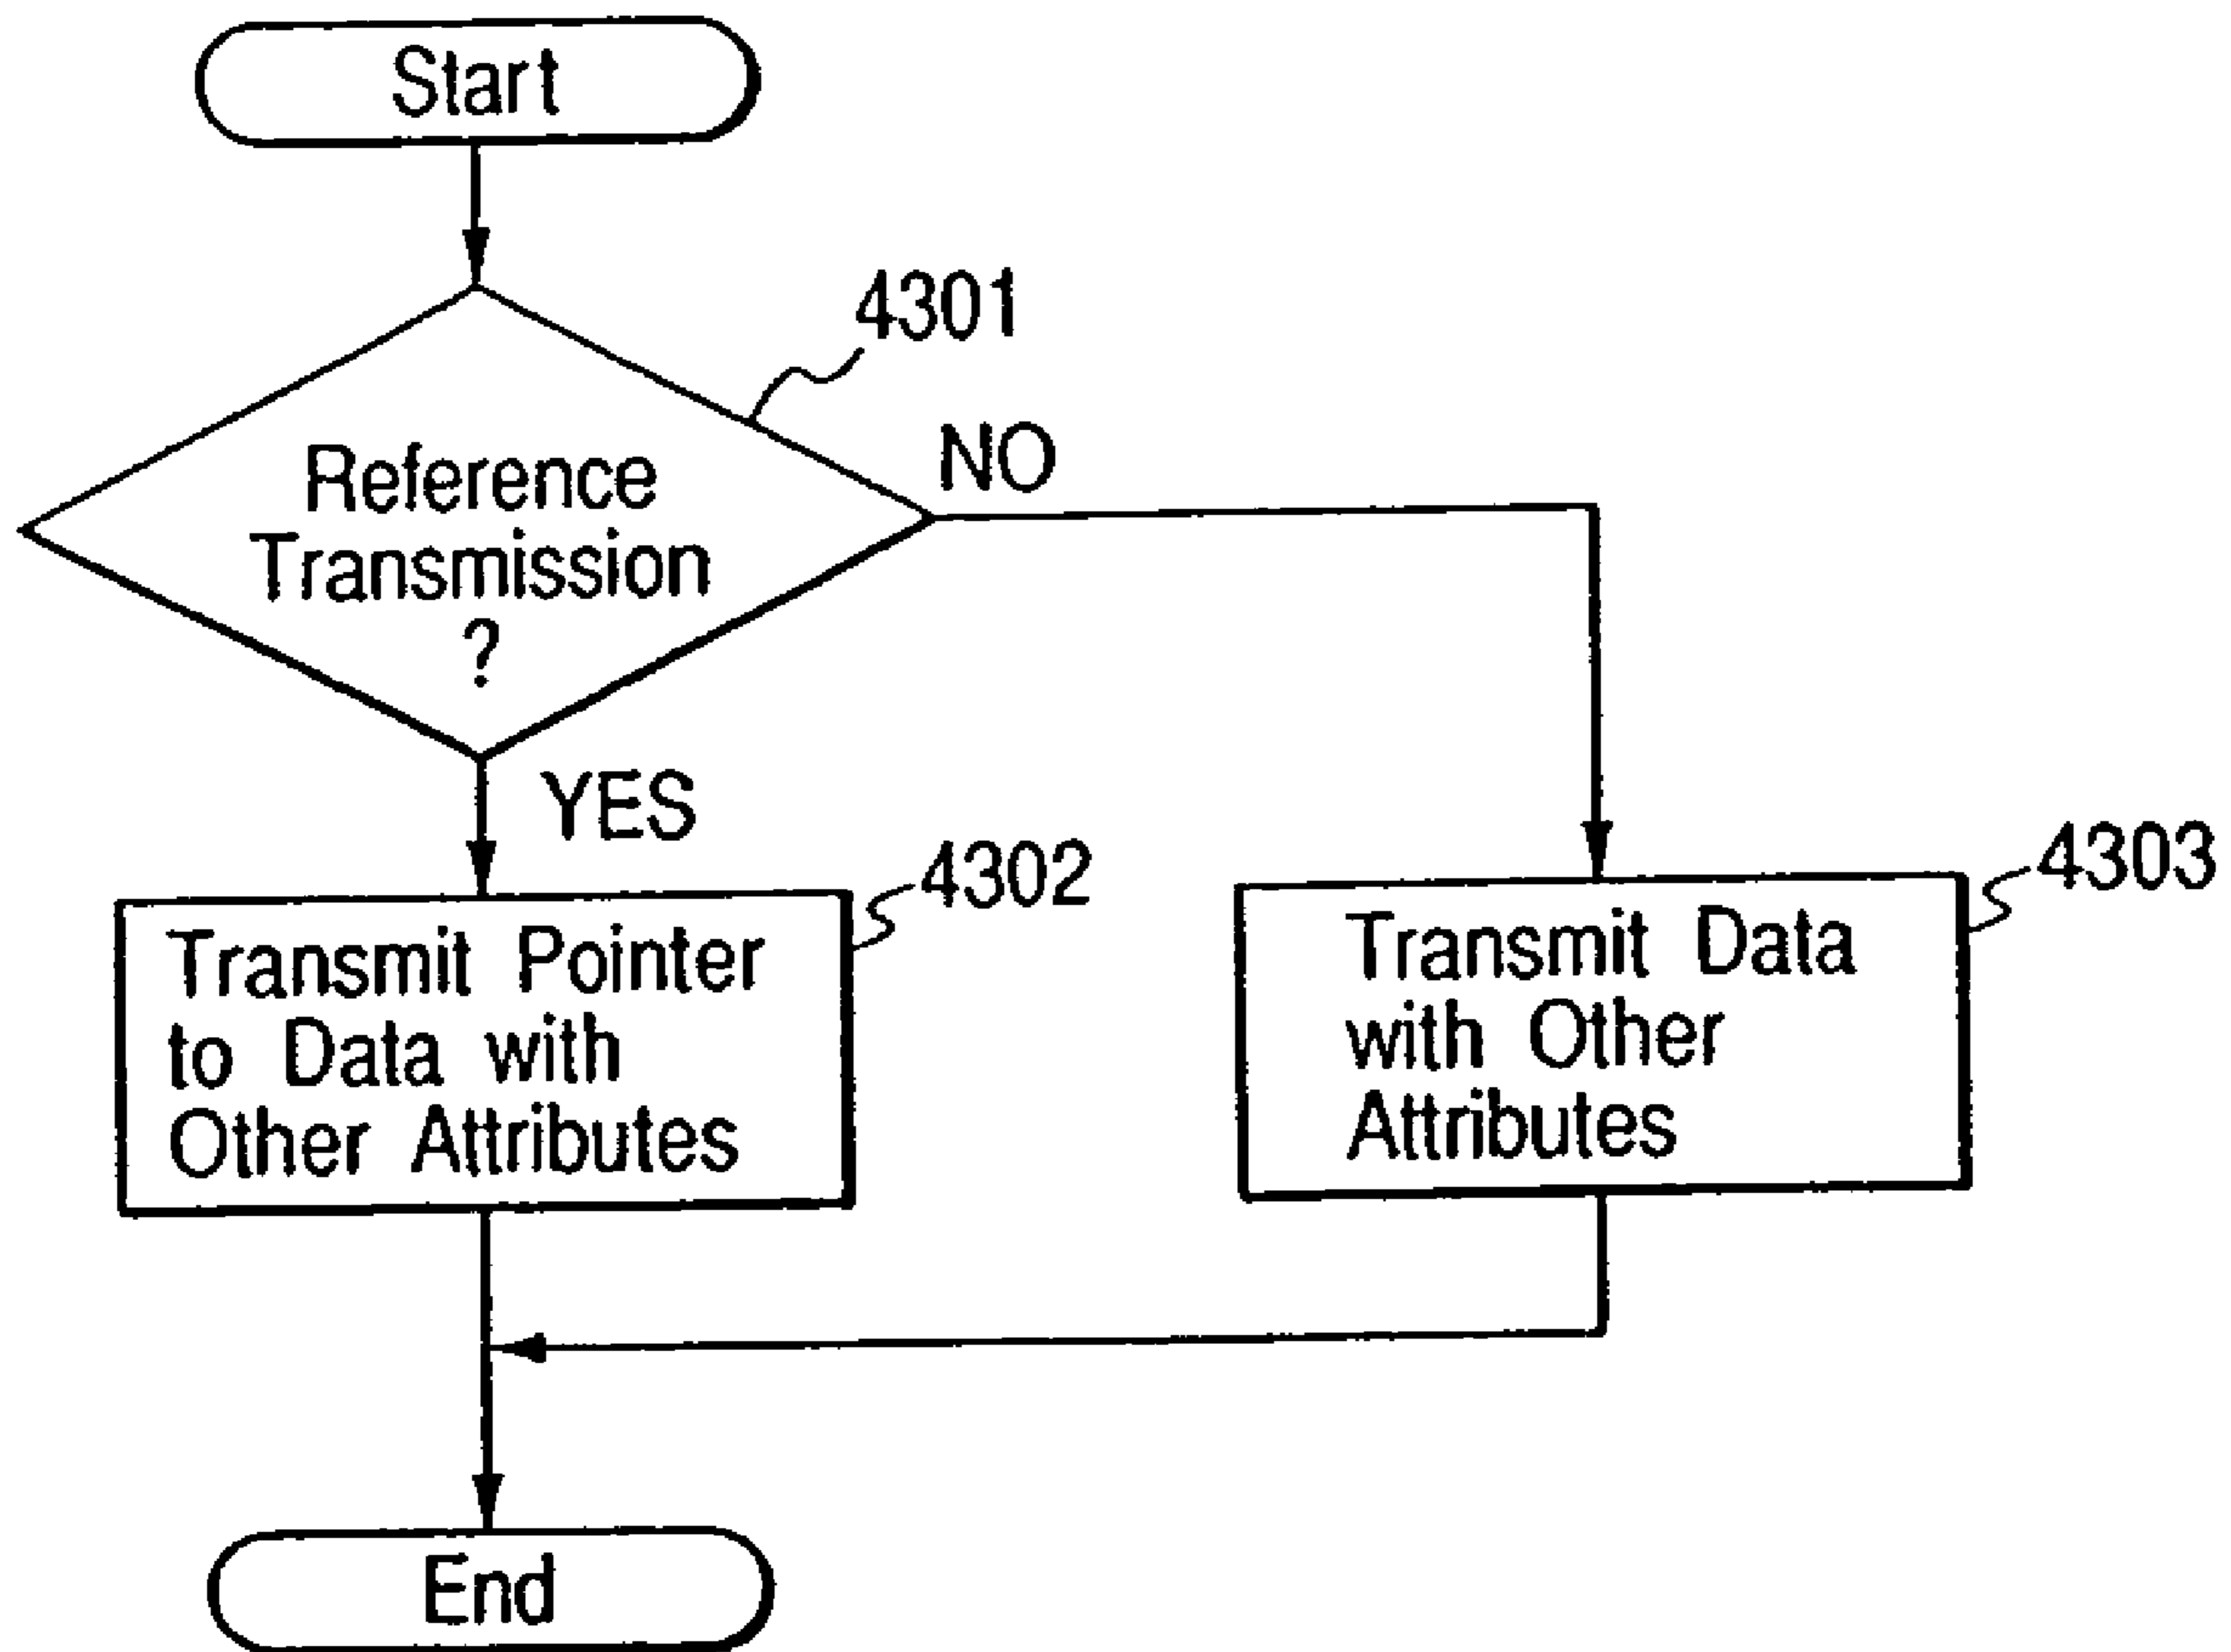 Start
4301
NO
Reference
Transmission
?
YES
4302
Transmit Pointer
to Data with
Other Attributes
4303
Transmit Data
with Other
Attributes
End